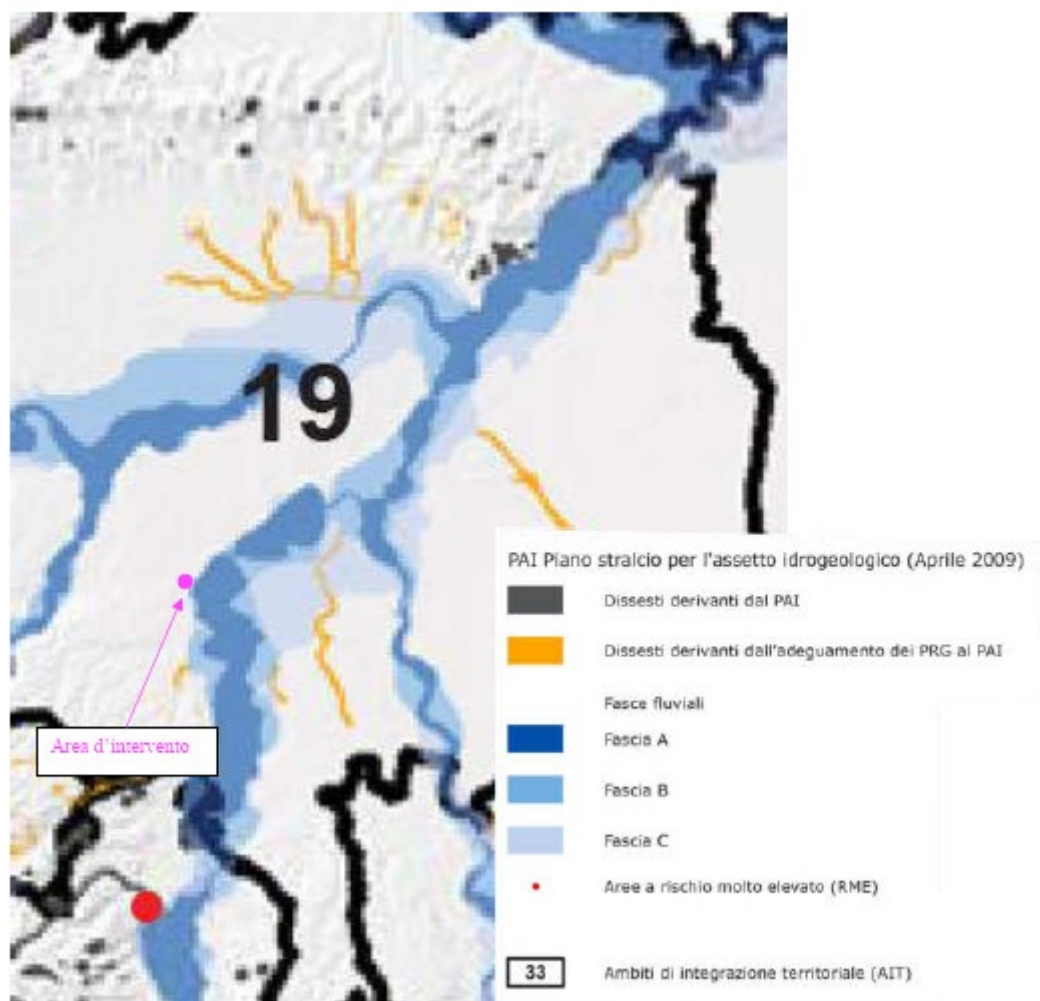 19
Area d'intervento
PAI Piano stralcio per l'assetto idrogeologico (Aprile 2009)
Dissesti derivanti dal PAI
Dissesti derivanti dall'adeguamento dei PRG al PAI
Fasce fluviali
Fascia A
Fascia B
Fascia C
Aree a rischio molto elevato (RME)
33 Ambiti di integrazione territoriale (AIT)